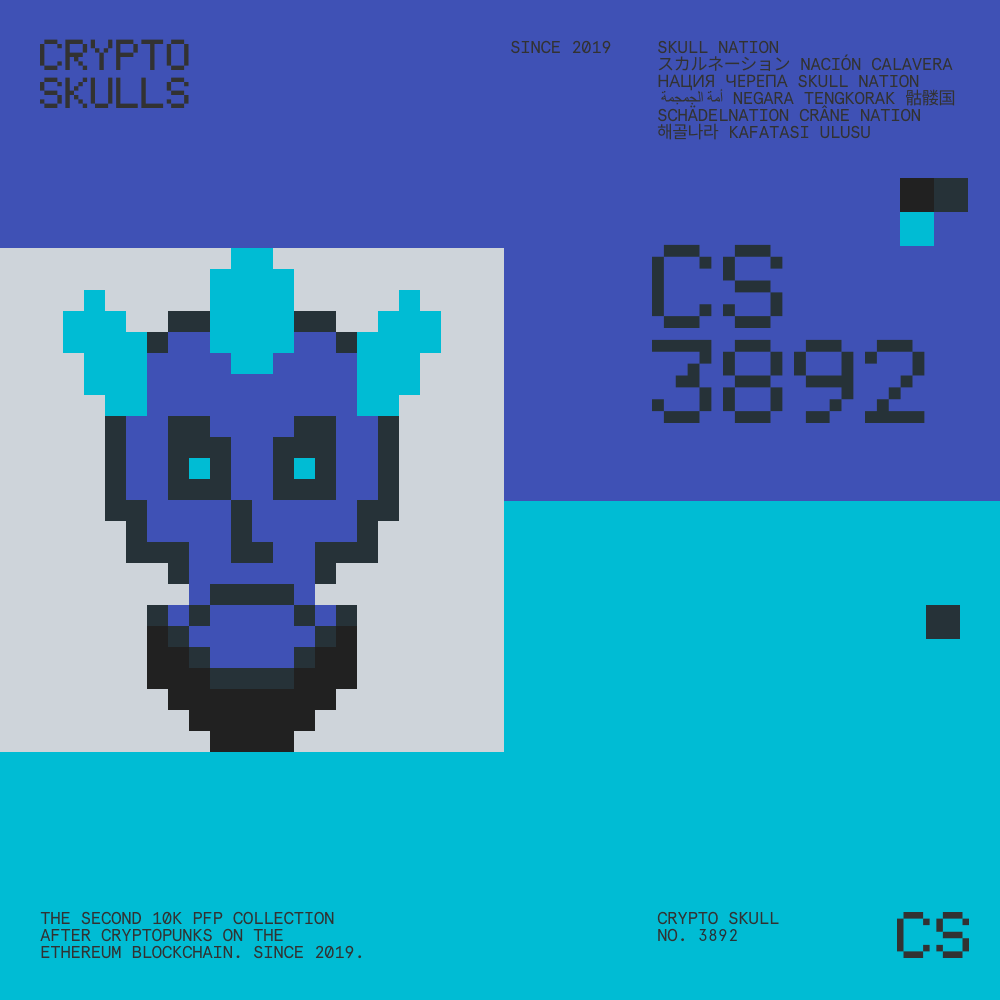 CRYPTO
SKULLS
SINCE 2019
SKULL NATION
スカルネーション NACIÓN CALAVERA
НАЦИЯ ЧЕРЕПА SKULL NATION
أمة الجمجمة NEGARA TENGKORAK 骷髅国
SCHÄDELNATION CRÂNE NATION
해골나라 KAFATASI ULUSU
CS
3892
THE SECOND 10K PFP COLLECTION
AFTER CRYPTOPUNKS ON THE
ETHEREUM BLOCKCHAIN. SINCE 2019.
CRYPTO SKULL
NO. 3892
CS